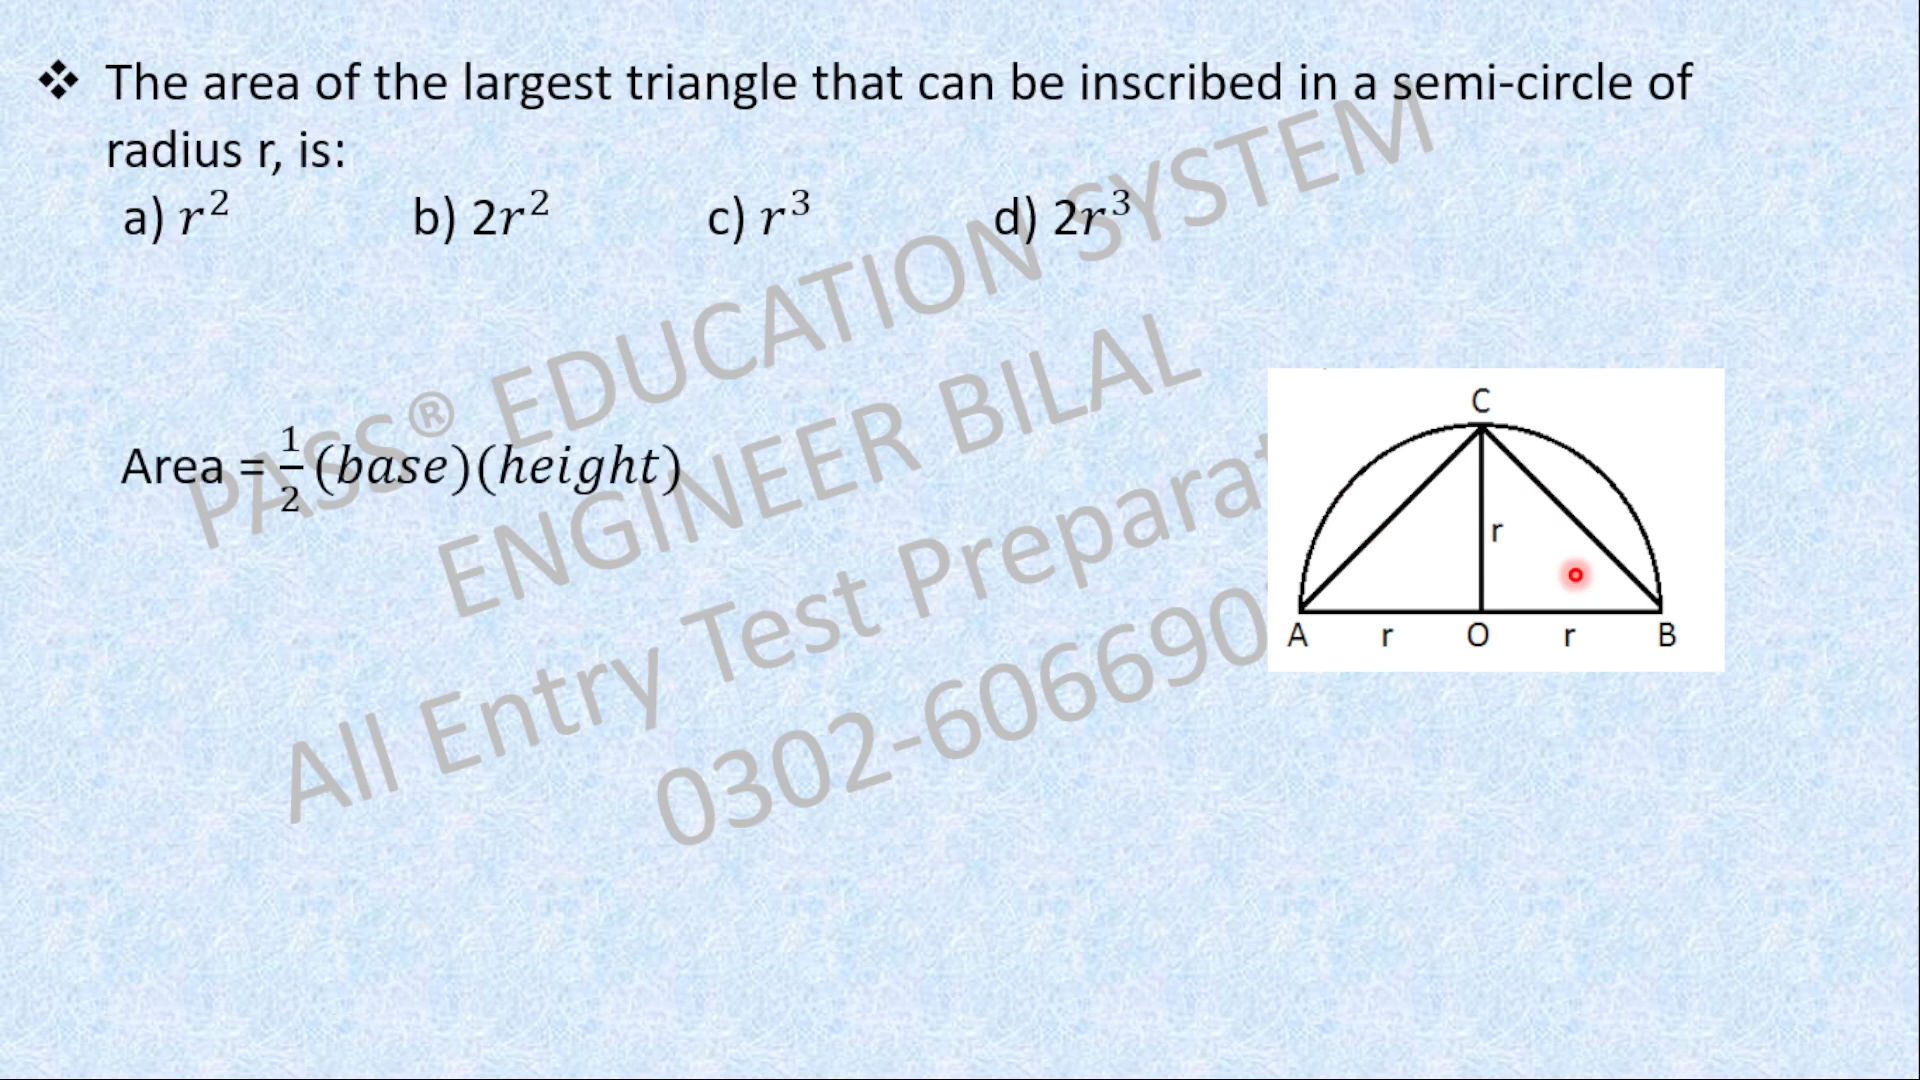 ❖ The area of the largest triangle that can be inscribed in a semi-circle of
radius r, is:
a) r² b) 2r² c) r³ d) 2r³
Area = 1/2 (base)(height)
PASS® EDUCATION SYSTEM
ENGINEER BILAL
All Entry Test
0302-606690
C
r
A r O r B